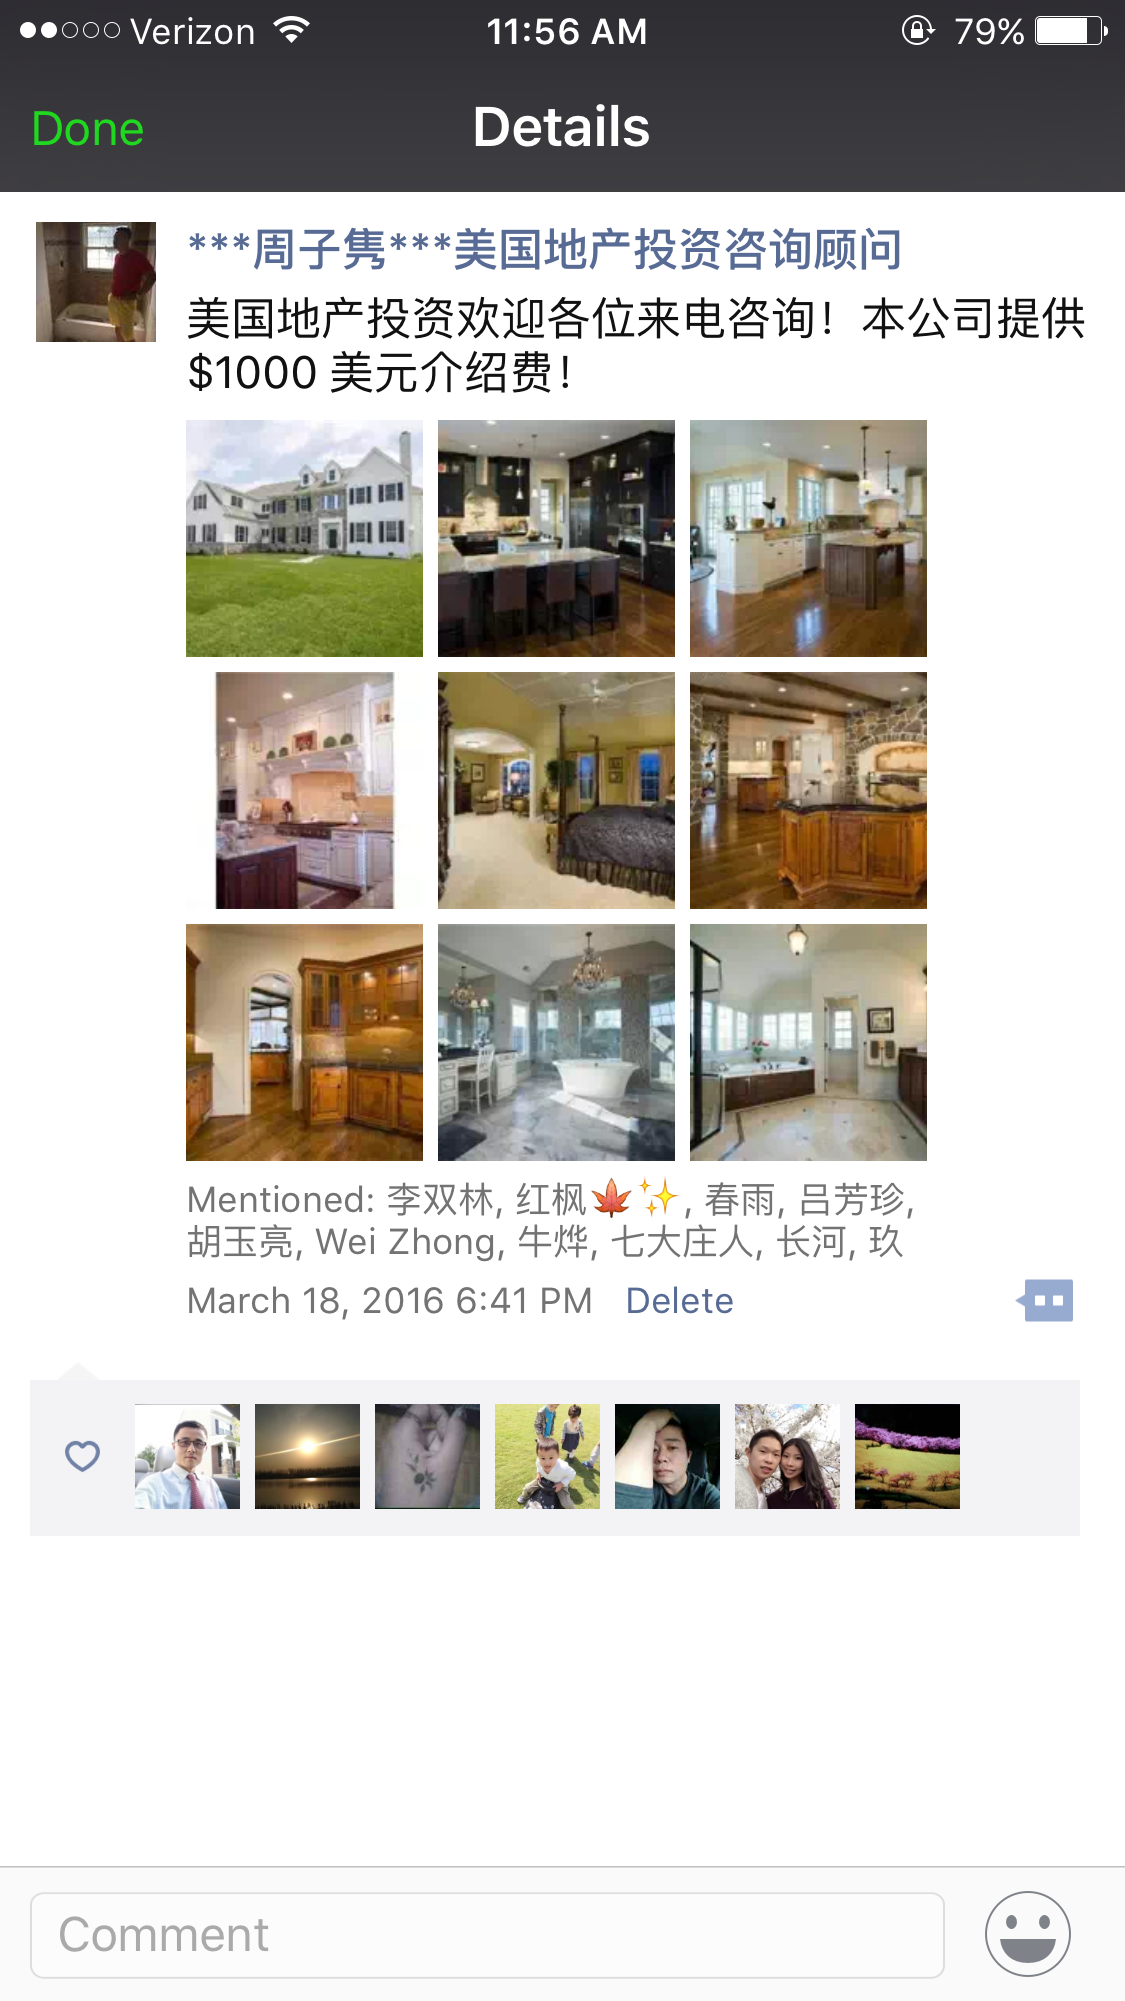 Verizon 11:56 AM 79%
Done Details
***周子隽***美国地产投资咨询顾问
美国地产投资欢迎各位来电咨询！本公司提供
$1000 美元介绍费！
Mentioned: 李双林, 红枫🍁✨, 春雨, 吕芳珍,
胡玉亮, Wei Zhong, 牛烨, 七大庄人, 长河, 玖
March 18, 2016 6:41 PM Delete
Comment